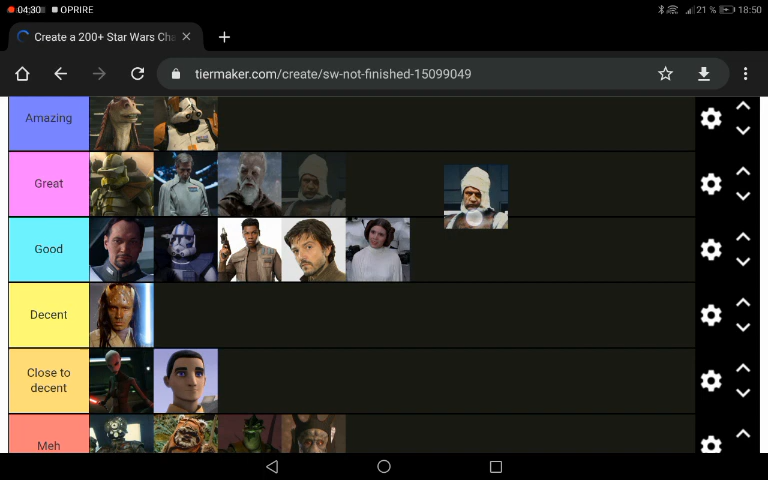 04:30 OPRIRE 21 % 18:50
Create a 200+ Star Wars Cha
tiermaker.com/create/sw-not-finished-15099049
Amazing
Great
Good
Decent
Close to
decent
Meh